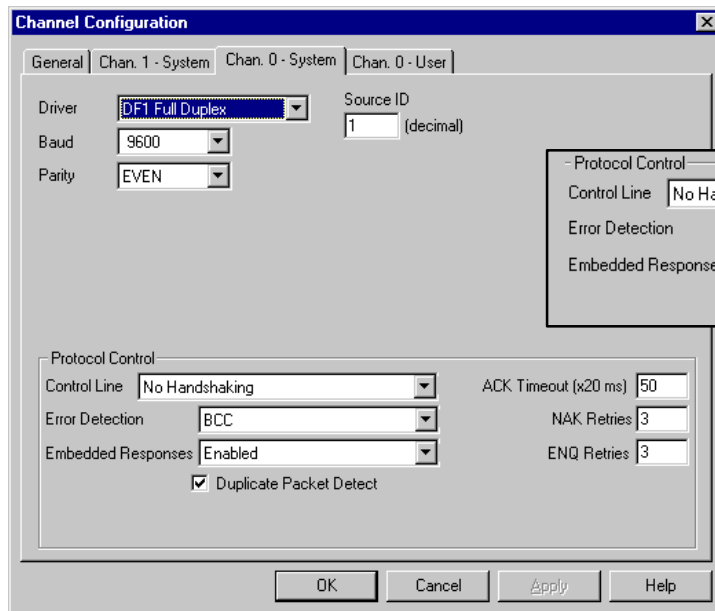 Channel Configuration
General Chan. 1 - System Chan. 0 - System Chan. 0 - User
Driver DF1 Full Duplex
Source ID
1 (decimal)
Baud 9600
Parity EVEN
Protocol Control
Control Line No Ha
Error Detection
Embedded Response
Protocol Control
Control Line No Handshaking ACK Timeout (x20 ms) 50
Error Detection BCC NAK Retries 3
Embedded Responses Enabled ENQ Retries 3
Duplicate Packet Detect
OK Cancel Apply Help